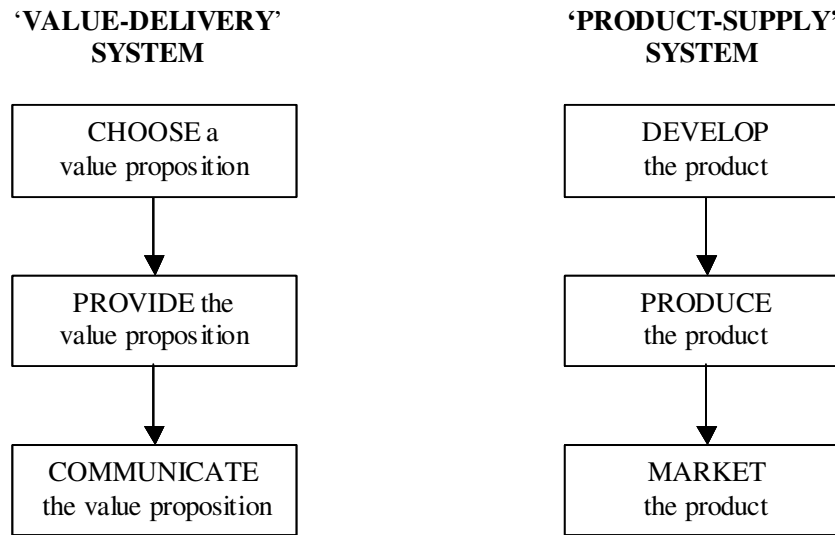 ‘VALUE-DELIVERY’
SYSTEM
CHOOSE a
value proposition
PROVIDE the
value proposition
COMMUNICATE
the value proposition
‘PRODUCT-SUPPLY’
SYSTEM
DEVELOP
the product
PRODUCE
the product
MARKET
the product